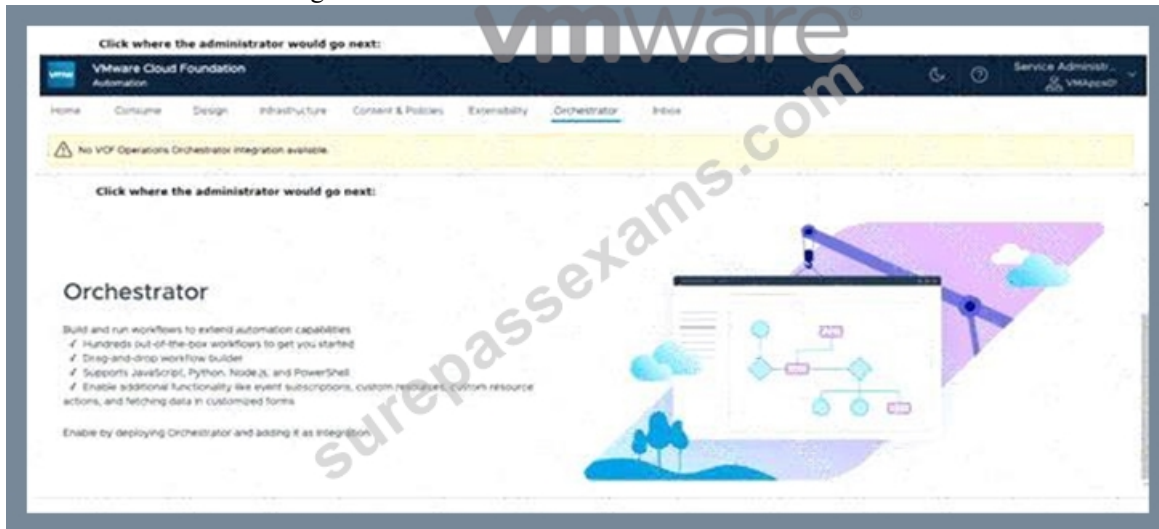 vmware®
Click where the administrator would go next:
vmw VMware Cloud Foundation
Automation
Service Administr...
VMApps
Home Consume Design Infrastructure Content & Policies Extensibility Orchestrator Inbox
No VCF Operations Orchestrator integration available.
Click where the administrator would go next:
Orchestrator
Build and run workflows to extend automation capabilities
✓ Hundreds out-of-the-box workflows to get you started
✓ Drag-and-drop workflow builder
✓ Supports JavaScript, Python, Node.js, and PowerShell
✓ Enable additional functionality like event subscriptions, custom resources, custom resource
actions, and fetching data in customized forms
Enable by deploying Orchestrator and adding it as integration
surepassexams.com